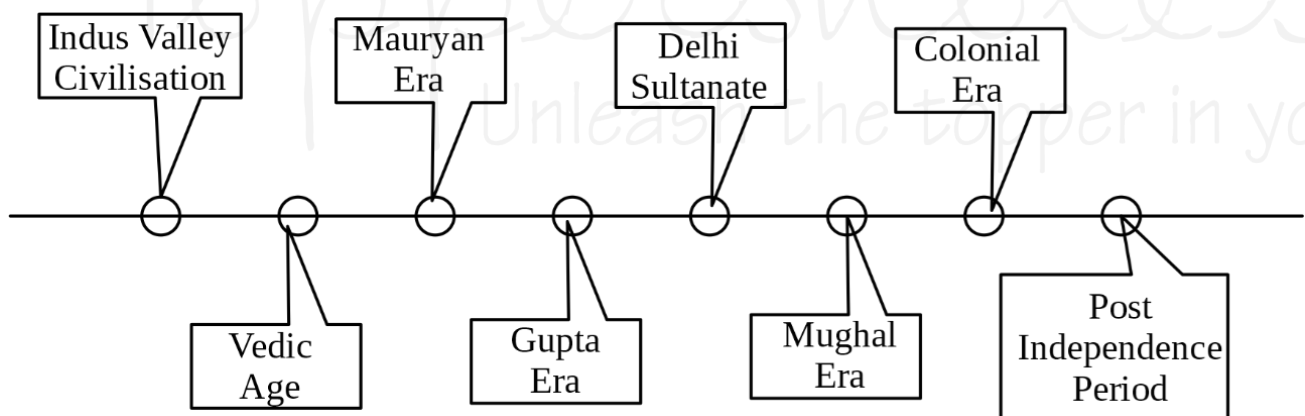 Indus Valley
Civilisation
Vedic
Age
Mauryan
Era
Gupta
Era
Delhi
Sultanate
Mughal
Era
Colonial
Era
Post
Independence
Period
Unleash the topper in yo